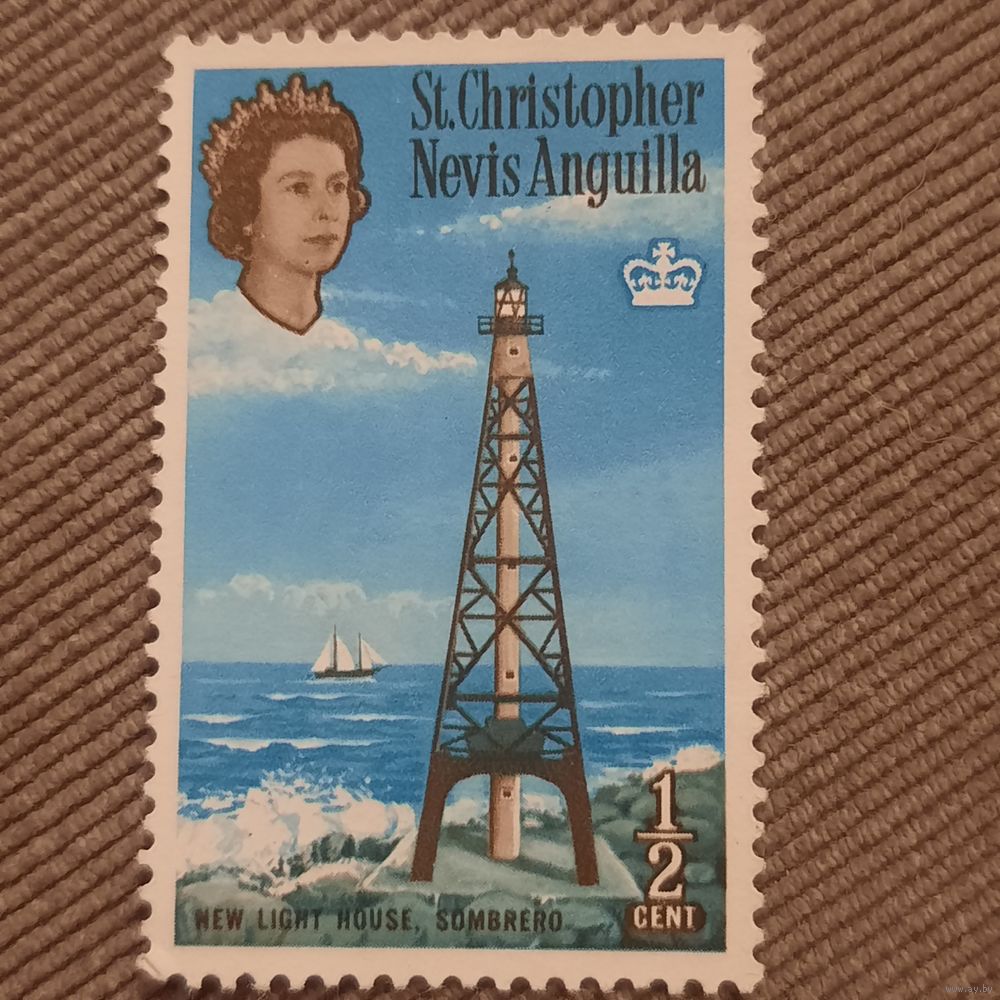 St. Christopher
Nevis Anguilla
1/2
CENT
NEW LIGHT HOUSE, SOMBRERO
www.ay.by